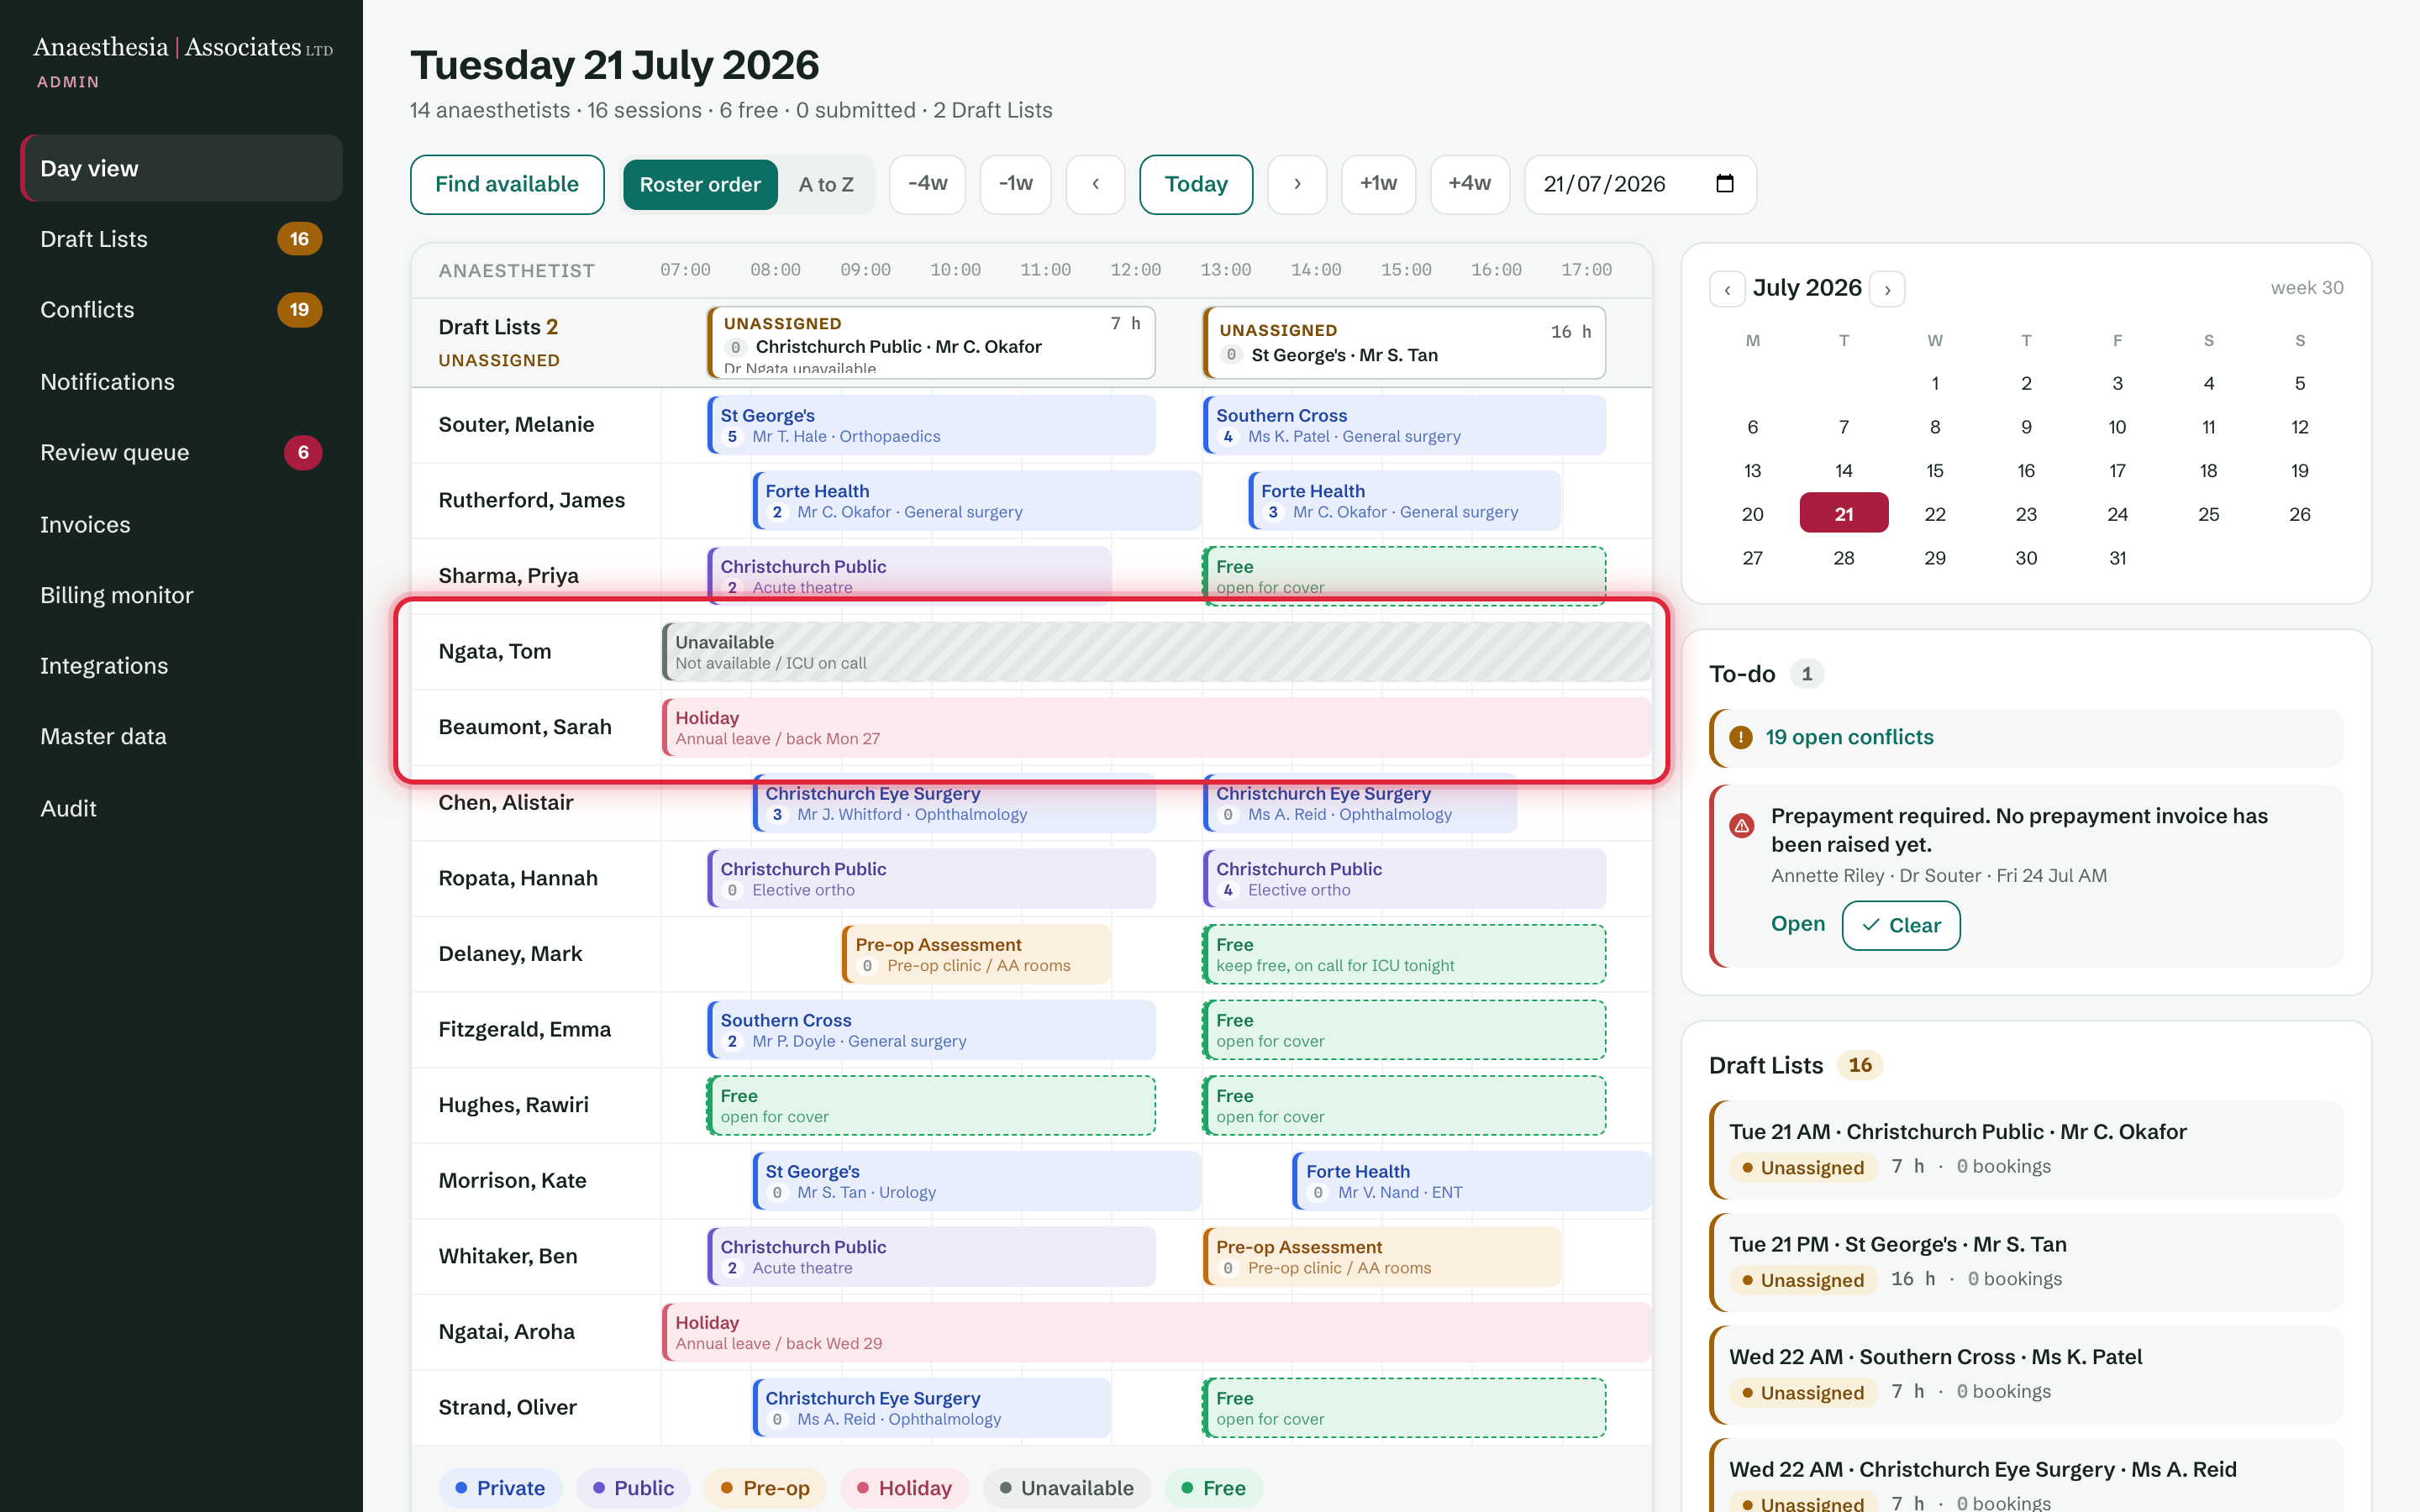 Anaesthesia | Associates LTD
ADMIN
Day view
Draft Lists 16
Conflicts 19
Notifications
Review queue 6
Invoices
Billing monitor
Integrations
Master data
Audit
Tuesday 21 July 2026
14 anaesthetists · 16 sessions · 6 free · 0 submitted · 2 Draft Lists
Find available Roster order A to Z -4w -1w ‹ Today › +1w +4w 21/07/2026
ANAESTHETIST 07:00 08:00 09:00 10:00 11:00 12:00 13:00 14:00 15:00 16:00 17:00
Draft Lists 2
UNASSIGNED
UNASSIGNED 7 h
0 Christchurch Public · Mr C. Okafor
Dr Ngata unavailable
UNASSIGNED 16 h
0 St George's · Mr S. Tan
Souter, Melanie
St George's
5 Mr T. Hale · Orthopaedics
Southern Cross
4 Ms K. Patel · General surgery
Rutherford, James
Forte Health
2 Mr C. Okafor · General surgery
Forte Health
3 Mr C. Okafor · General surgery
Sharma, Priya
Christchurch Public
2 Acute theatre
Free
open for cover
Ngata, Tom
Unavailable
Not available / ICU on call
Beaumont, Sarah
Holiday
Annual leave / back Mon 27
Chen, Alistair
Christchurch Eye Surgery
3 Mr J. Whitford · Ophthalmology
Christchurch Eye Surgery
0 Ms A. Reid · Ophthalmology
Ropata, Hannah
Christchurch Public
0 Elective ortho
Christchurch Public
4 Elective ortho
Delaney, Mark
Pre-op Assessment
0 Pre-op clinic / AA rooms
Free
keep free, on call for ICU tonight
Fitzgerald, Emma
Southern Cross
2 Mr P. Doyle · General surgery
Free
open for cover
Hughes, Rawiri
Free
open for cover
Free
open for cover
Morrison, Kate
St George's
0 Mr S. Tan · Urology
Forte Health
0 Mr V. Nand · ENT
Whitaker, Ben
Christchurch Public
2 Acute theatre
Pre-op Assessment
0 Pre-op clinic / AA rooms
Ngatai, Aroha
Holiday
Annual leave / back Wed 29
Strand, Oliver
Christchurch Eye Surgery
0 Ms A. Reid · Ophthalmology
Free
open for cover
Private Public Pre-op Holiday Unavailable Free
‹ July 2026 › week 30
M T W T F S S
1 2 3 4 5
6 7 8 9 10 11 12
13 14 15 16 17 18 19
20 21 22 23 24 25 26
27 28 29 30 31
To-do 1
19 open conflicts
Prepayment required. No prepayment invoice has
been raised yet.
Annette Riley · Dr Souter · Fri 24 Jul AM
Open Clear
Draft Lists 16
Tue 21 AM · Christchurch Public · Mr C. Okafor
Unassigned 7 h · 0 bookings
Tue 21 PM · St George's · Mr S. Tan
Unassigned 16 h · 0 bookings
Wed 22 AM · Southern Cross · Ms K. Patel
Unassigned 7 h · 0 bookings
Wed 22 AM · Christchurch Eye Surgery · Ms A. Reid
Unassigned 7 h · 0 bookings